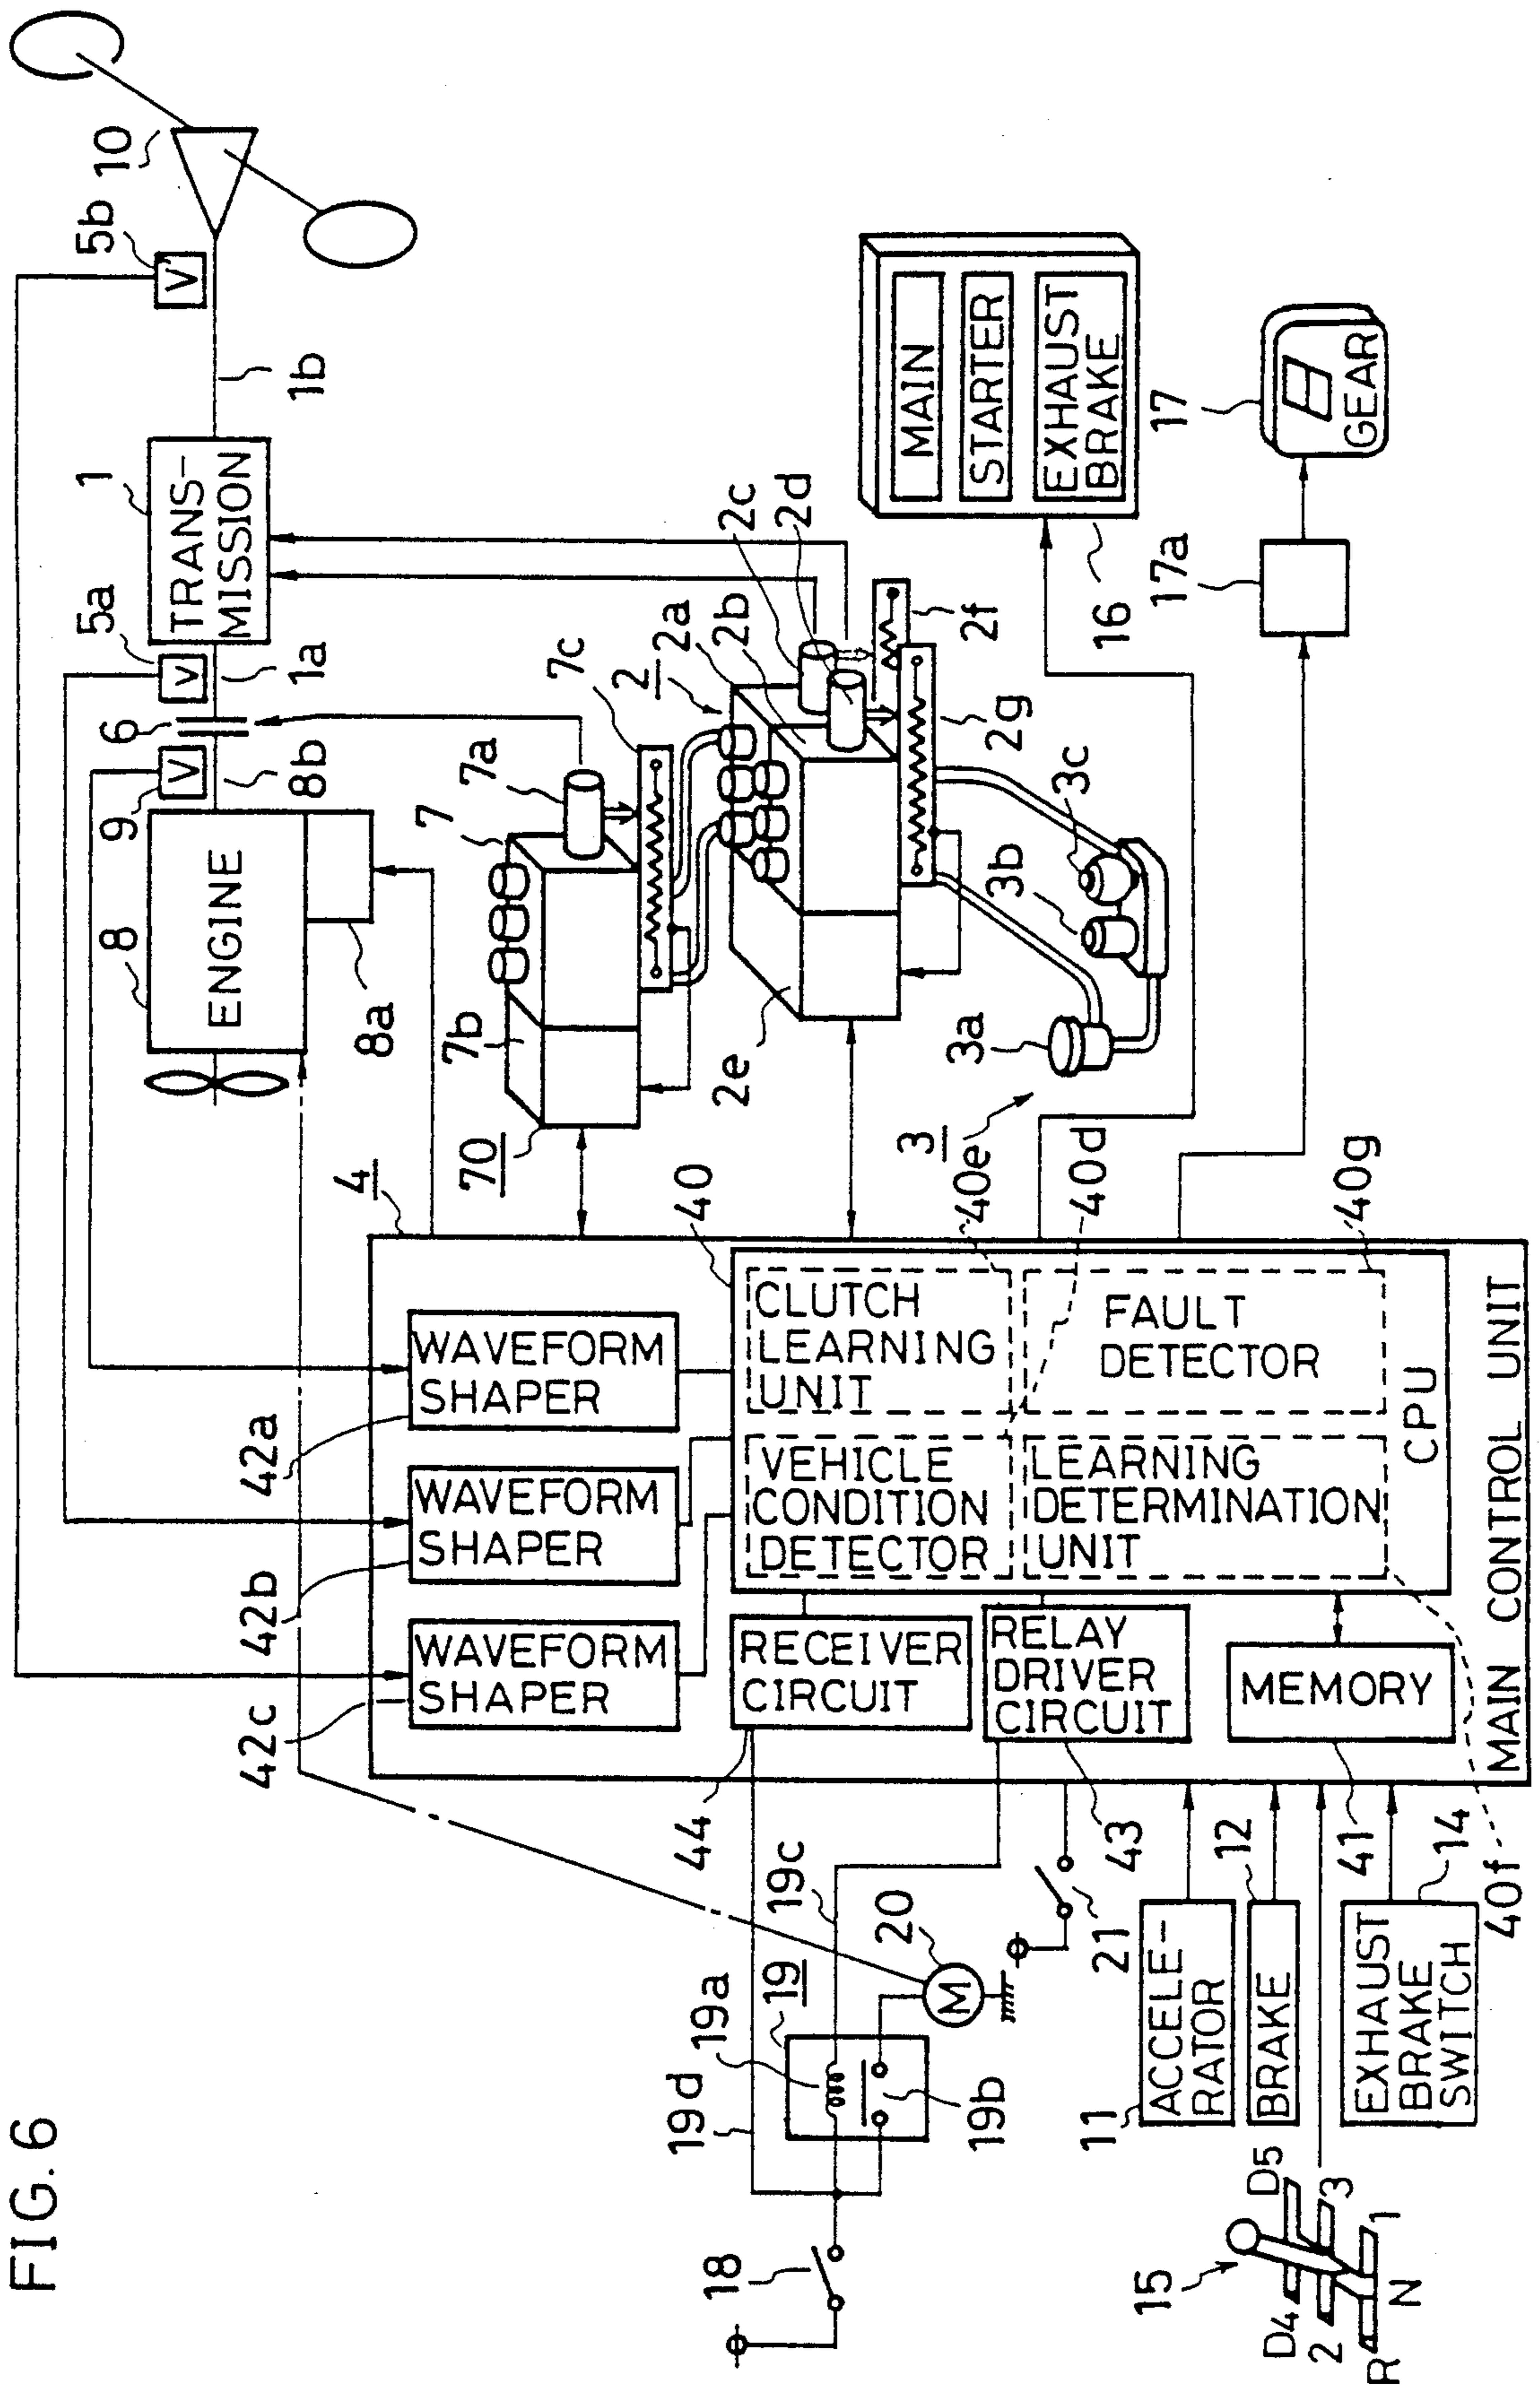 FIG. 6
10
5b
V
1b
1
TRANS-
MISSION
5a
V
1a
6
9
V
8b
8
ENGINE
8a
7
7a
7b
7c
70
2
2a
2b
2c
2d
2e
2f
2g
3
3a
3b
3c
MAIN
STARTER
EXHAUST
BRAKE
16
17
GEAR
17a
4
42a
WAVEFORM
SHAPER
42b
WAVEFORM
SHAPER
42c
WAVEFORM
SHAPER
40
40e
40d
40g
CLUTCH
LEARNING
UNIT
FAULT
DETECTOR
VEHICLE
CONDITION
DETECTOR
LEARNING
DETERMINATION
UNIT
CPU
RECEIVER
CIRCUIT
RELAY
DRIVER
CIRCUIT
MEMORY
MAIN CONTROL UNIT
44
43
41
40f
19c
20
M
19
19a
19b
19d
18
21
11
ACCELE-
RATOR
12
BRAKE
14
EXHAUST
BRAKE
SWITCH
15
D4
D5
2
3
R
N
1